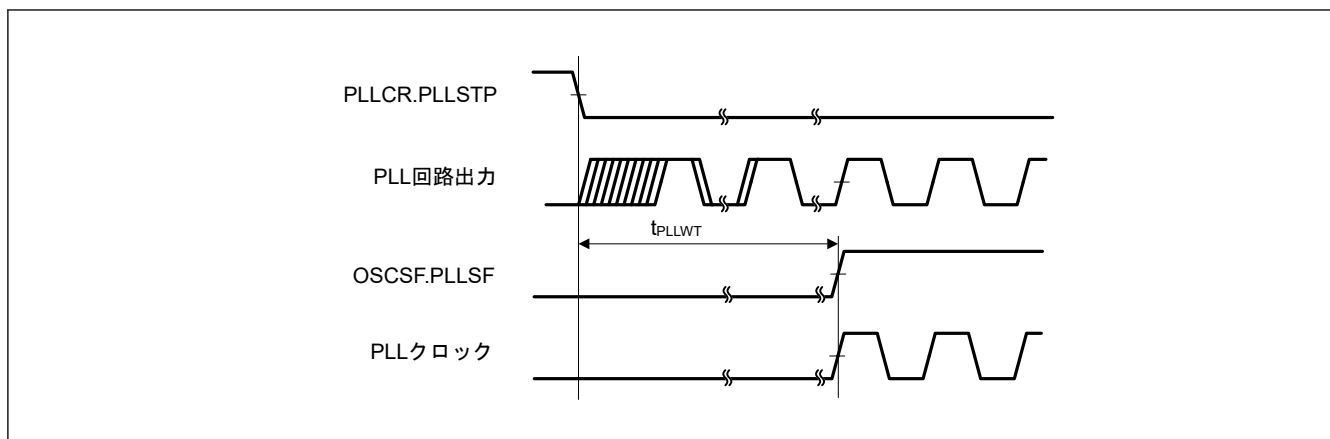 PLLCR.PLLSTP
PLL回路出力
tPLLWT
OSCSF.PLLSF
PLLクロック